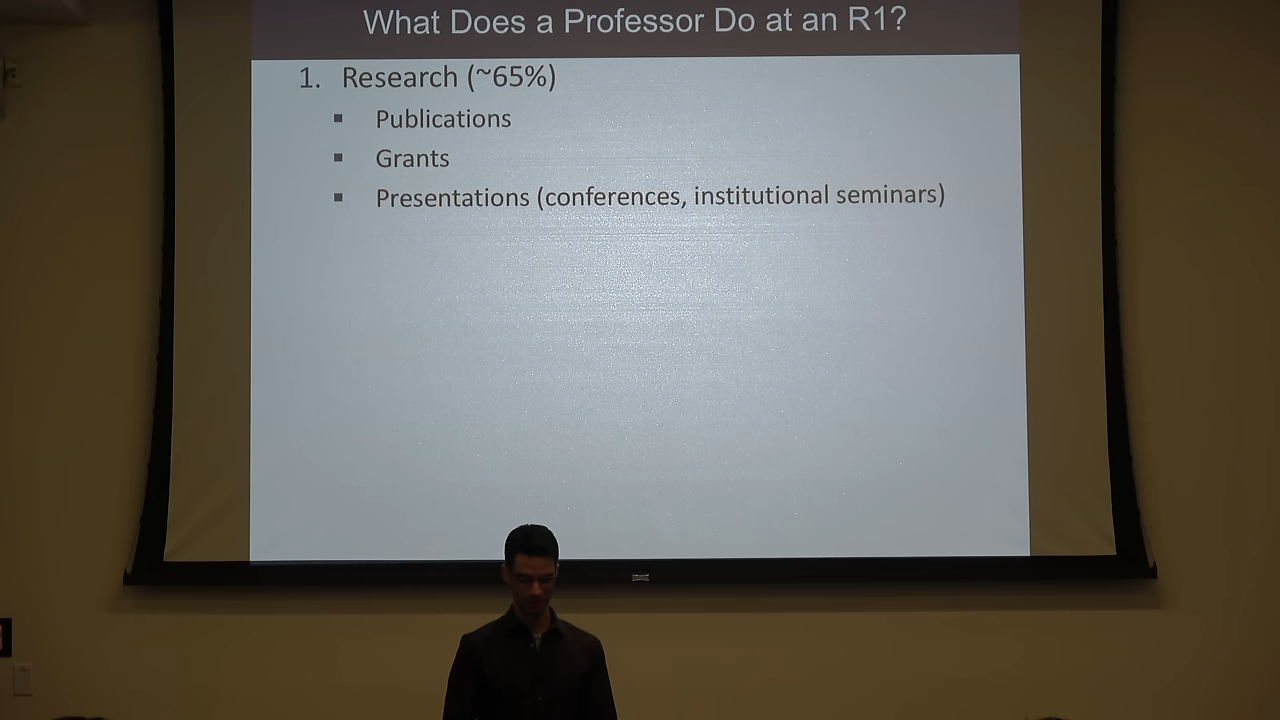 What Does a Professor Do at an R1?
1. Research (~65%)
▪ Publications
▪ Grants
▪ Presentations (conferences, institutional seminars)